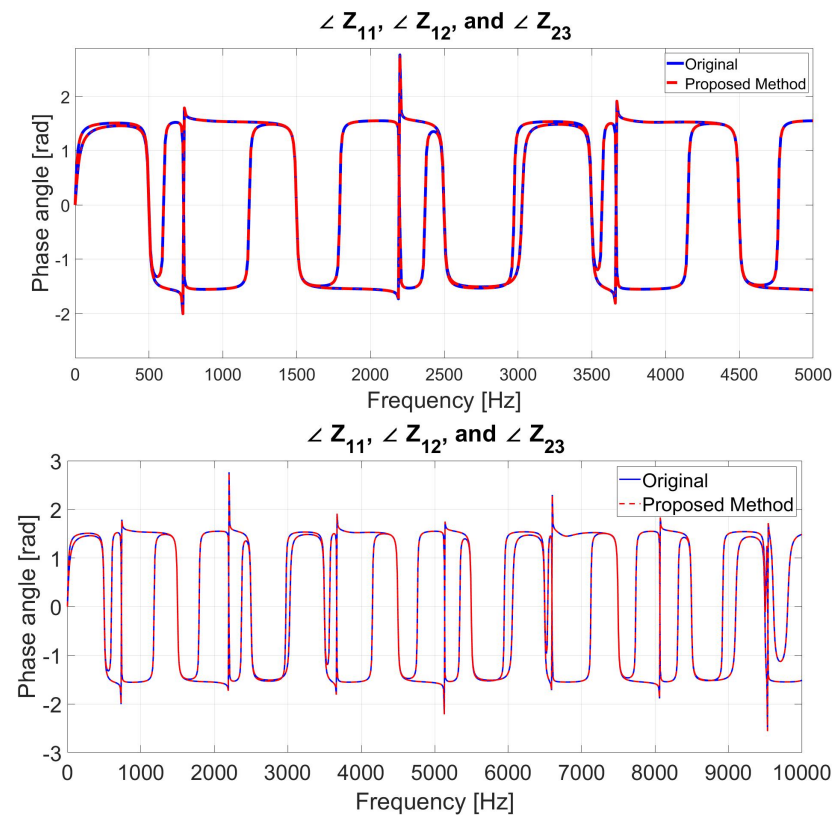 ∠ Z11, ∠ Z12, and ∠ Z23
Original
Proposed Method
Phase angle [rad]
2
1
0
-1
-2
0 500 1000 1500 2000 2500 3000 3500 4000 4500 5000
Frequency [Hz]
∠ Z11, ∠ Z12, and ∠ Z23
Original
Proposed Method
Phase angle [rad]
3
2
1
0
-1
-2
-3
0 1000 2000 3000 4000 5000 6000 7000 8000 9000 10000
Frequency [Hz]